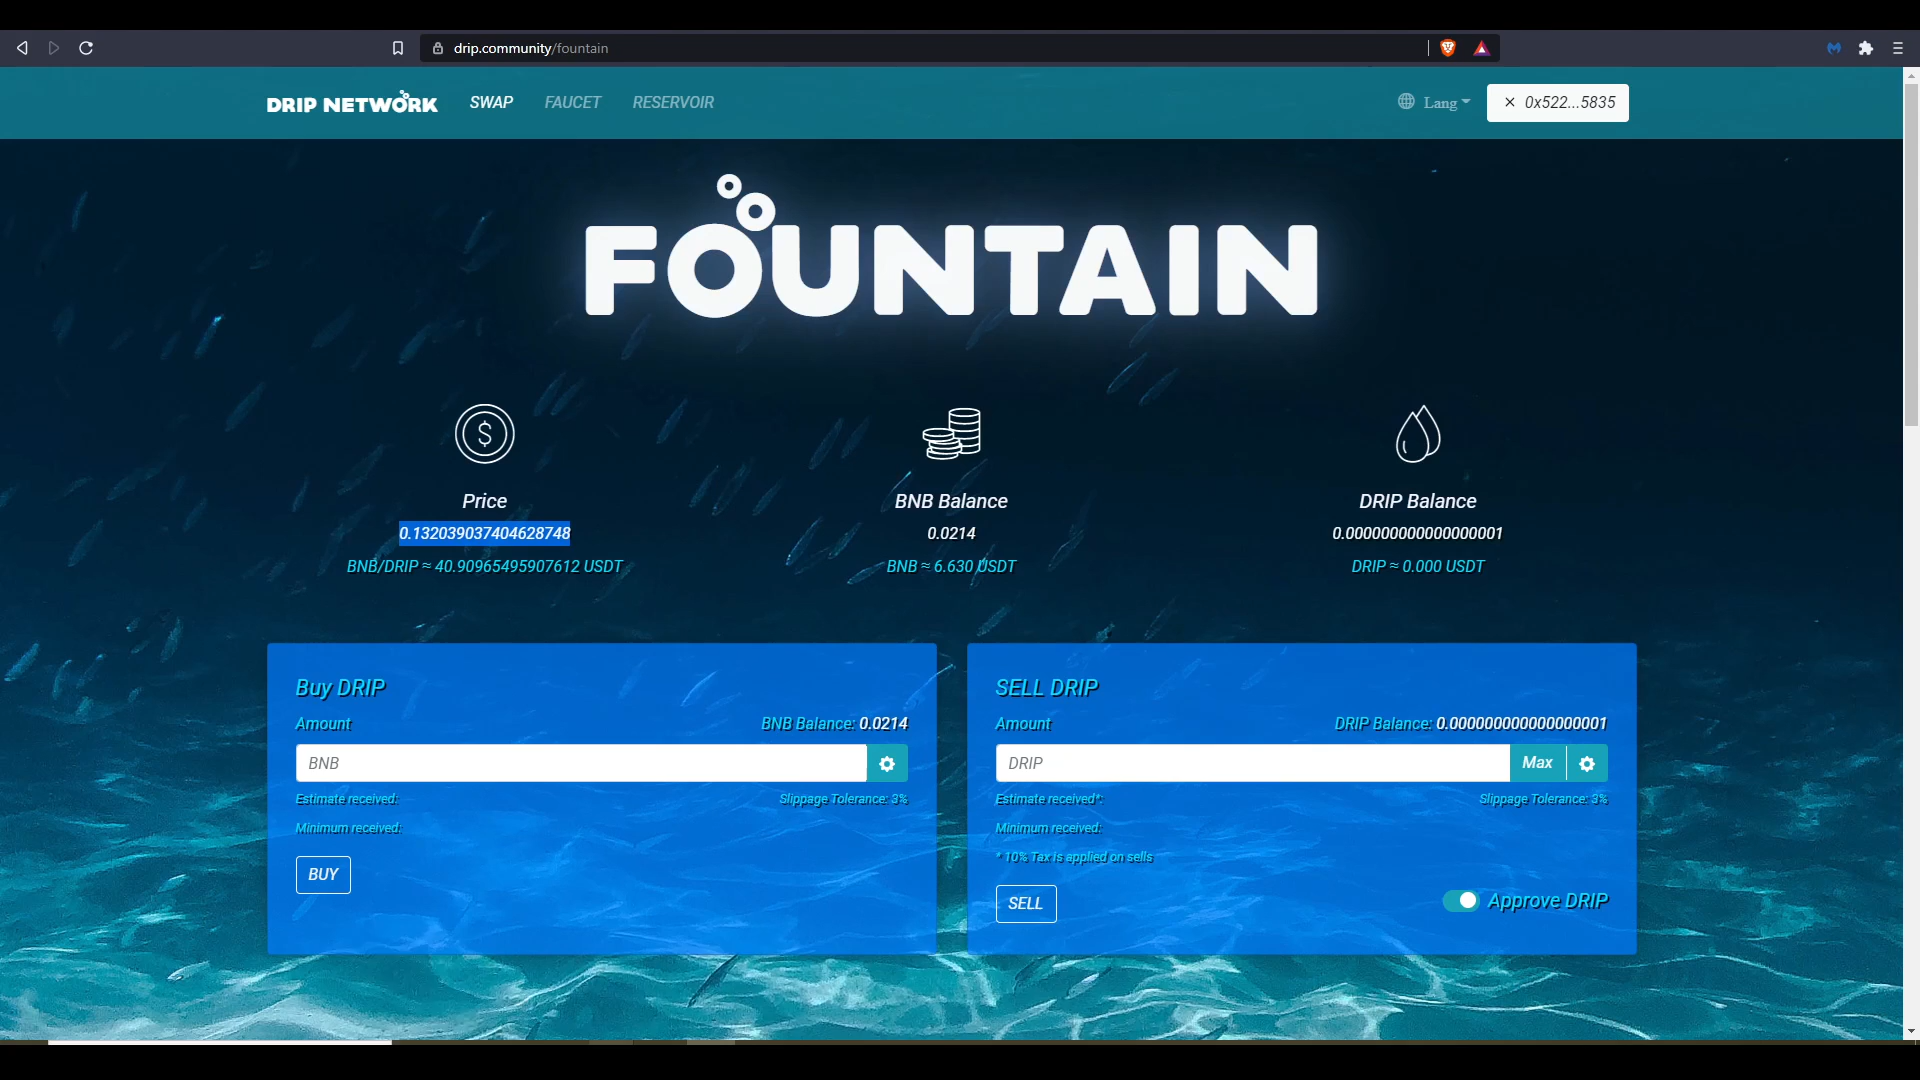 drip.community/fountain
DRIP NETWORK SWAP FAUCET RESERVOIR Lang × 0x522...5835
FOUNTAIN
Price BNB Balance DRIP Balance
0.132039037404628748 0.0214 0.000000000000000001
BNB/DRIP ≈ 40.90965495907612 USDT BNB ≈ 6.630 USDT DRIP ≈ 0.000 USDT
Buy DRIP
Amount BNB Balance: 0.0214
BNB
Estimate received: Slippage Tolerance: 3%
Minimum received:
BUY
SELL DRIP
Amount DRIP Balance: 0.000000000000000001
DRIP Max
Estimate received*: Slippage Tolerance: 3%
Minimum received:
* 10% Tax is applied on sells
SELL Approve DRIP